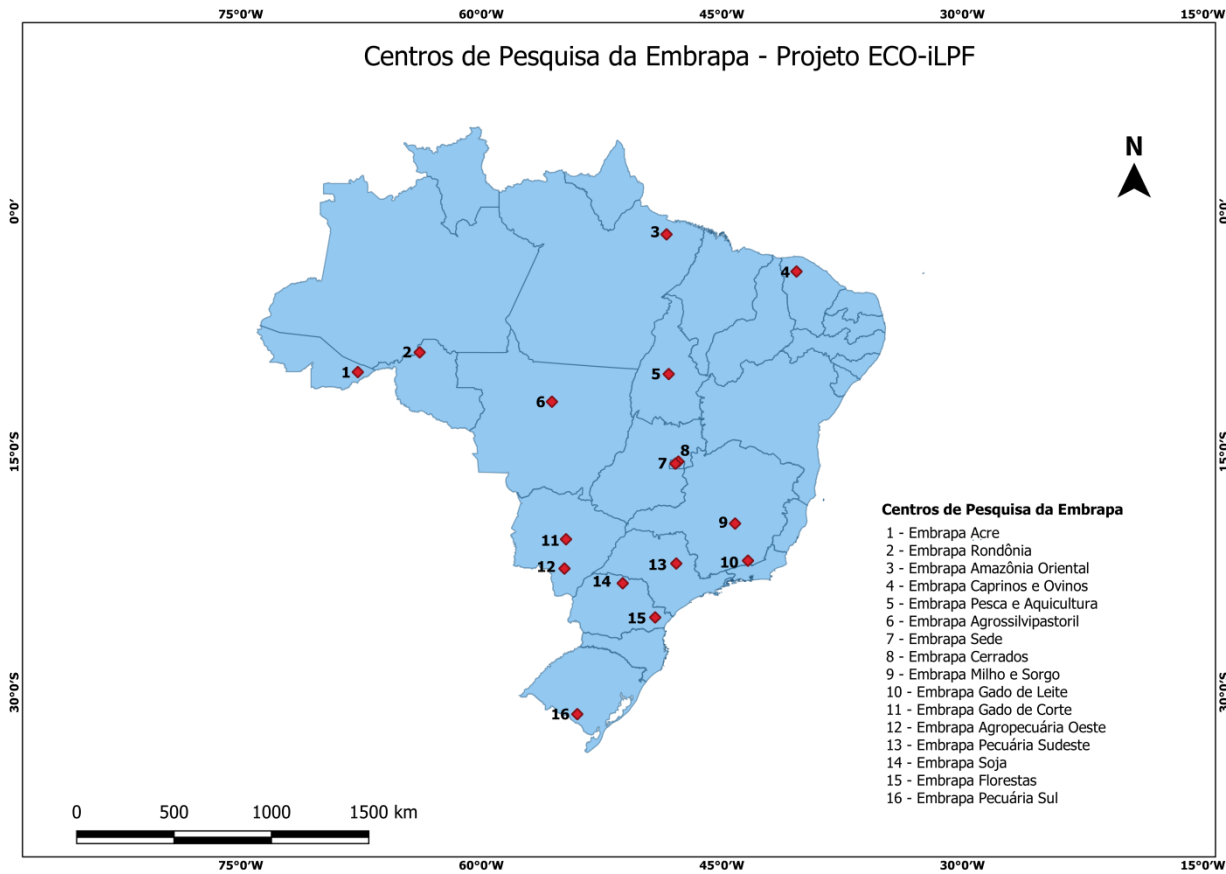 75°0'W 60°0'W 45°0'W 30°0'W 15°0'W
Centros de Pesquisa da Embrapa - Projeto ECO-iLPF
N
0°0' 0°0'
3
4
2
1
5
6
15°0'S 15°0'S
8
7
9
11
10
12
13
14
15
16
30°0'S 30°0'S
Centros de Pesquisa da Embrapa
1 - Embrapa Acre
2 - Embrapa Rondônia
3 - Embrapa Amazônia Oriental
4 - Embrapa Caprinos e Ovinos
5 - Embrapa Pesca e Aquicultura
6 - Embrapa Agrossilvipastoril
7 - Embrapa Sede
8 - Embrapa Cerrados
9 - Embrapa Milho e Sorgo
10 - Embrapa Gado de Leite
11 - Embrapa Gado de Corte
12 - Embrapa Agropecuária Oeste
13 - Embrapa Pecuária Sudeste
14 - Embrapa Soja
15 - Embrapa Florestas
16 - Embrapa Pecuária Sul
0 500 1000 1500 km
75°0'W 60°0'W 45°0'W 30°0'W 15°0'W